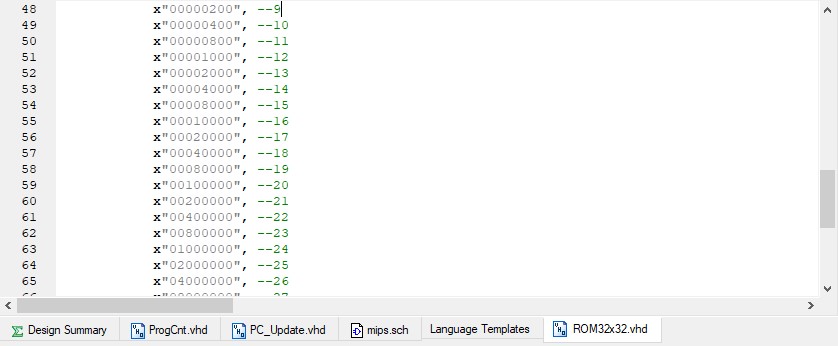 48 x"00000200", --9
49 x"00000400", --10
50 x"00000800", --11
51 x"00001000", --12
52 x"00002000", --13
53 x"00004000", --14
54 x"00008000", --15
55 x"00010000", --16
56 x"00020000", --17
57 x"00040000", --18
58 x"00080000", --19
59 x"00100000", --20
60 x"00200000", --21
61 x"00400000", --22
62 x"00800000", --23
63 x"01000000", --24
64 x"02000000", --25
65 x"04000000", --26
Design Summary ProgCnt.vhd PC_Update.vhd mips.sch Language Templates ROM32x32.vhd